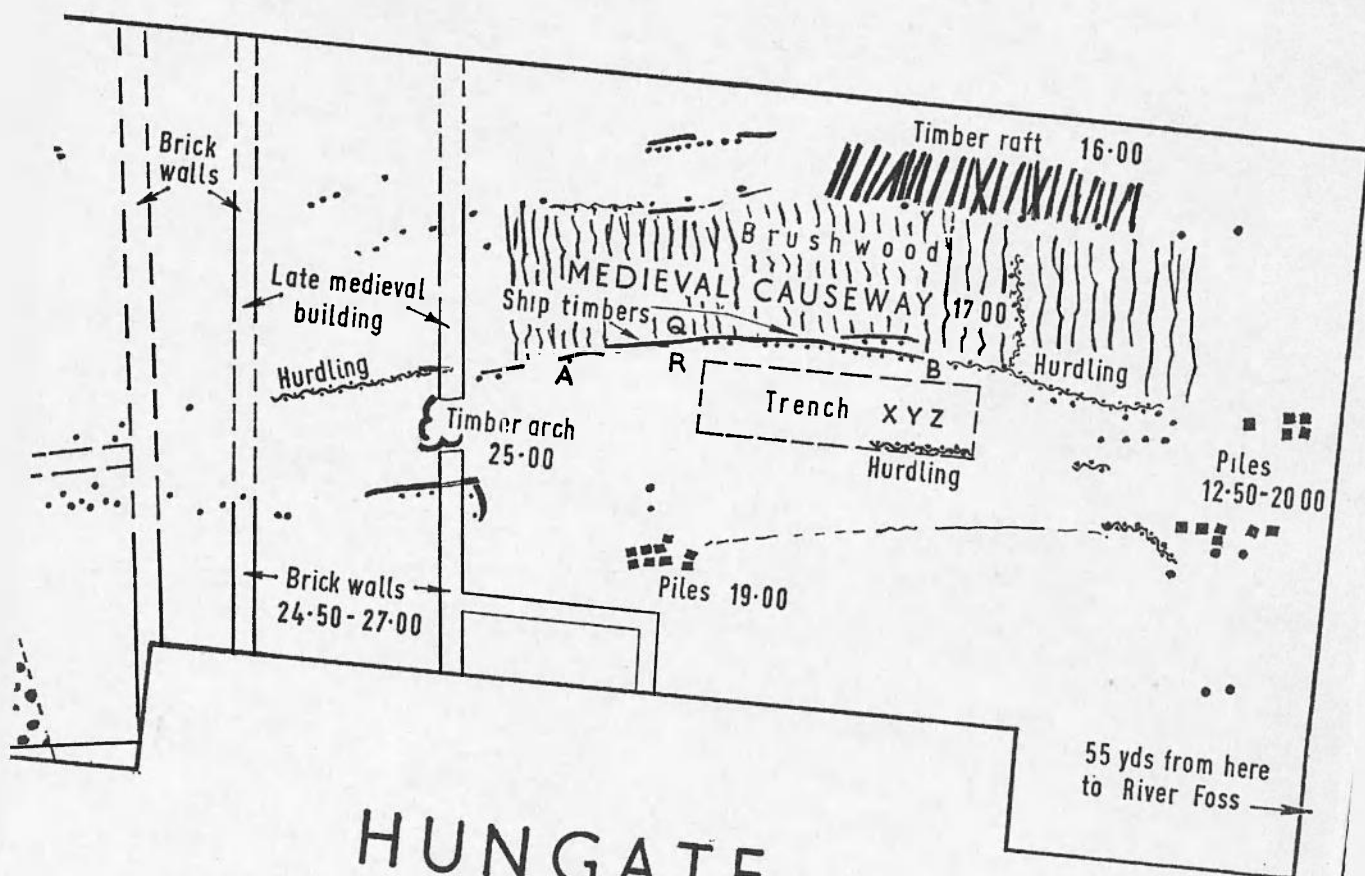 Timber raft 16·00
Brick
walls
Brushwood
Y
Late medieval
building
MEDIEVAL CAUSEWAY 17 00
Ship timbers
Q
Hurdling
Hurdling
A
R
B
Trench XYZ
Timber arch
25·00
Hurdling
Piles
12·50-20 00
Brick walls
24·50-27·00
Piles 19·00
55 yds from here
to River Foss
HUNGATE